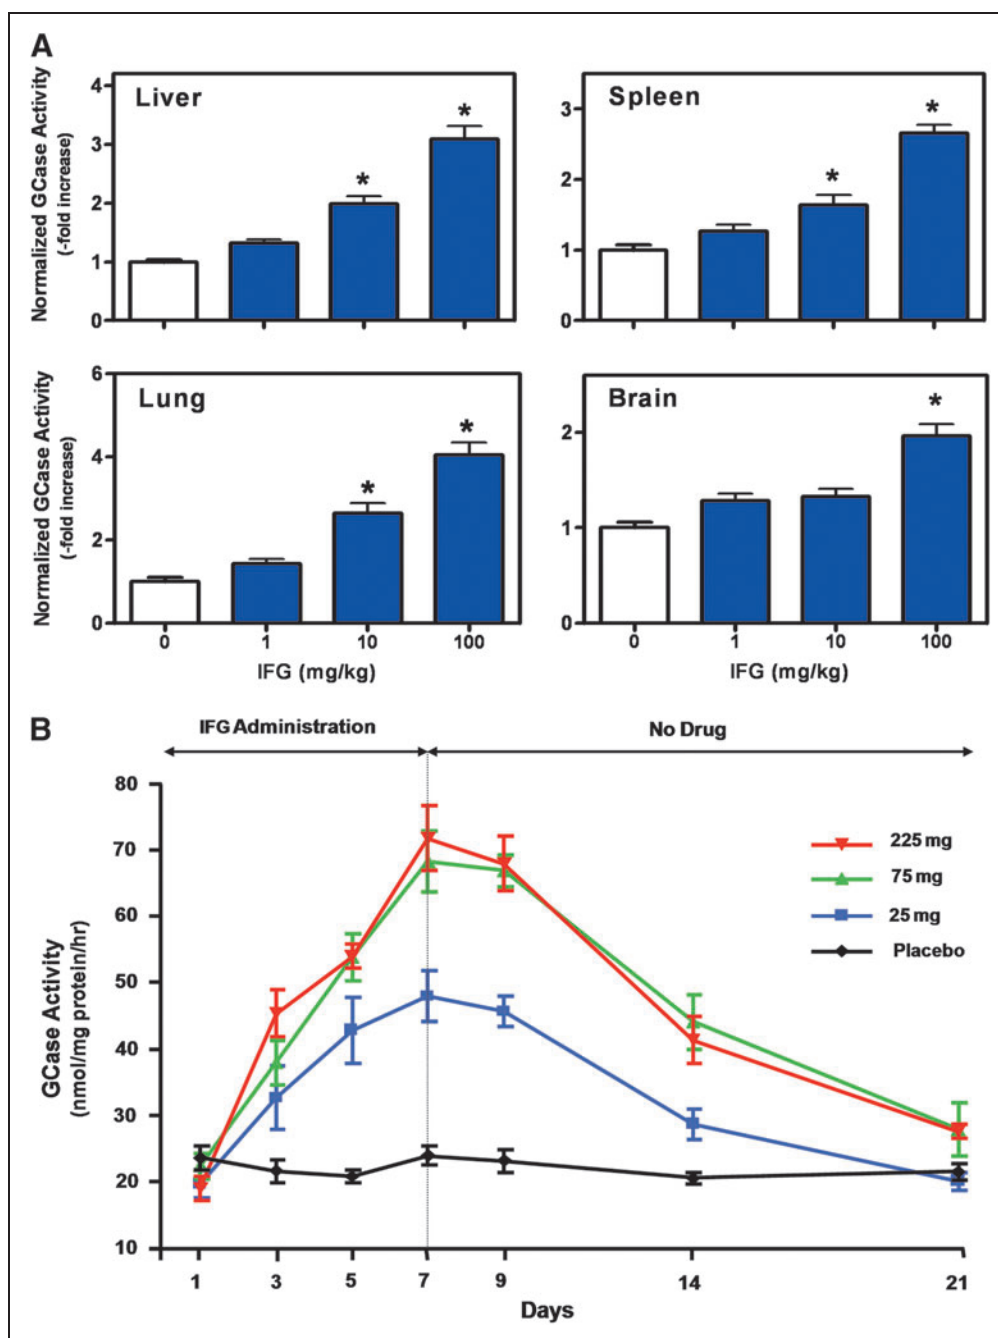 A
Normalized GCase Activity
(-fold increase)
Liver
4
3
2
1
0
*
*
Spleen
3
2
1
0
*
*
Normalized GCase Activity
(-fold increase)
Lung
6
4
2
0
*
*
0 1 10 100
IFG (mg/kg)
Brain
2
1
0
*
0 1 10 100
IFG (mg/kg)
B
IFG Administration
No Drug
GCase Activity
(nmol/mg protein/hr)
80
70
60
50
40
30
20
10
225 mg
75 mg
25 mg
Placebo
1 3 5 7 9 14 21
Days